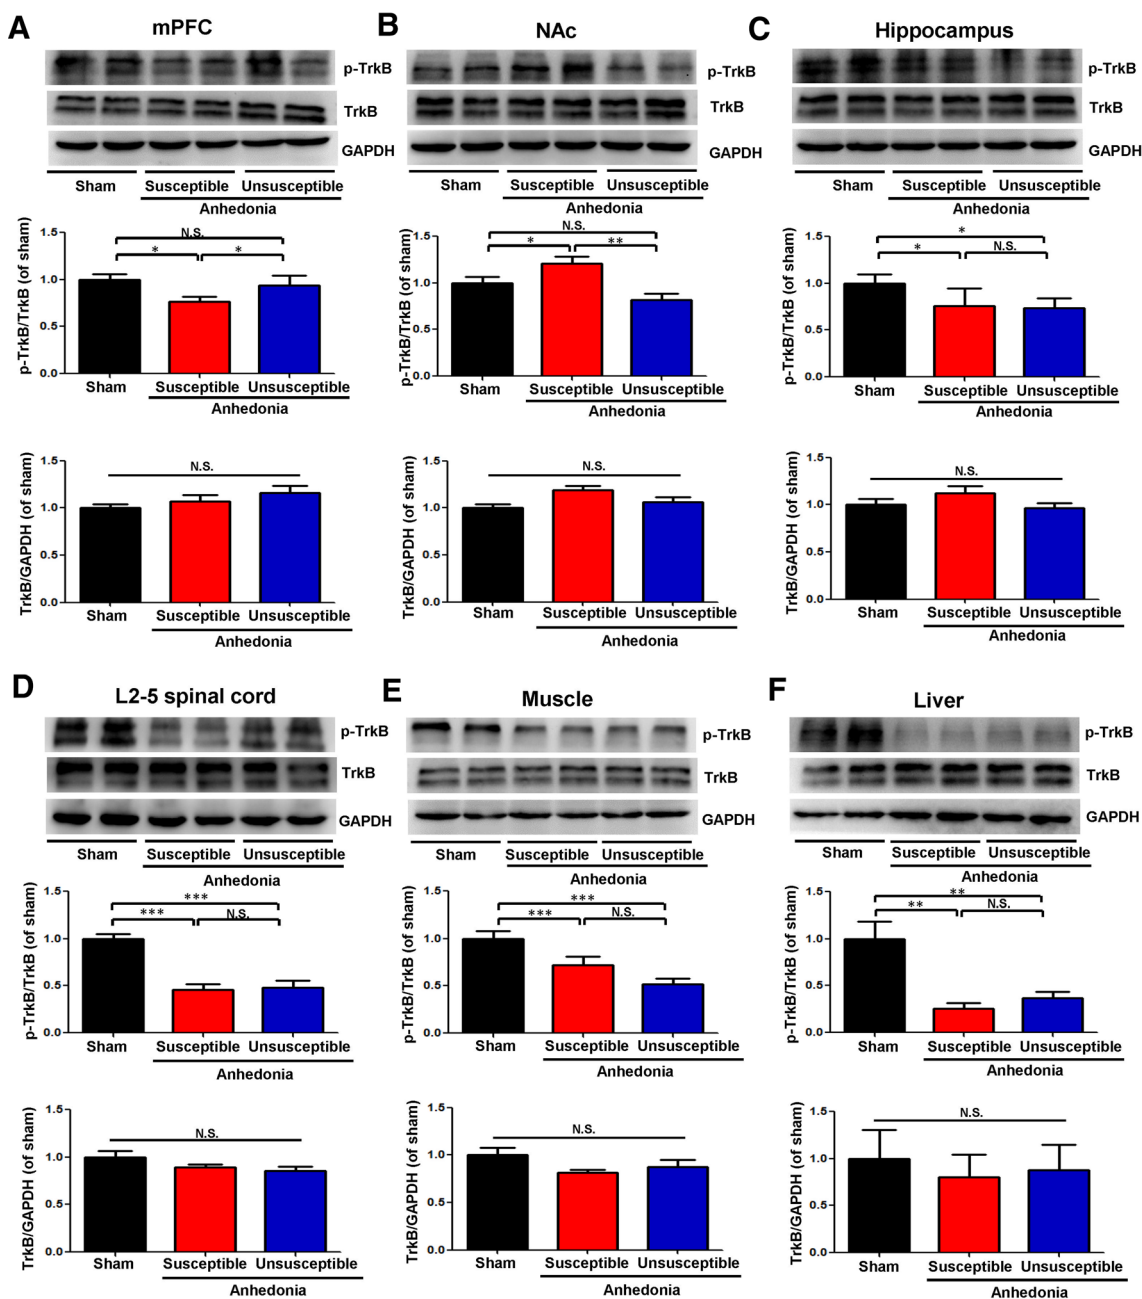 A
mPFC
p-TrkB
TrkB
GAPDH
Sham Susceptible Unsusceptible
Anhedonia
p-TrkB/TrkB (of sham)
1.5
1.0
0.5
0.0
N.S.
* *
Sham Susceptible Unsusceptible
Anhedonia
TrkB/GAPDH (of sham)
1.5
1.0
0.5
0.0
N.S.
Sham Susceptible Unsusceptible
Anhedonia
B
NAc
p-TrkB
TrkB
GAPDH
Sham Susceptible Unsusceptible
Anhedonia
p-TrkB/TrkB (of sham)
1.5
1.0
0.5
0.0
N.S.
* **
Sham Susceptible Unsusceptible
Anhedonia
TrkB/GAPDH (of sham)
1.5
1.0
0.5
0.0
N.S.
Sham Susceptible Unsusceptible
Anhedonia
C
Hippocampus
p-TrkB
TrkB
GAPDH
Sham Susceptible Unsusceptible
Anhedonia
p-TrkB/TrkB (of sham)
1.5
1.0
0.5
0.0
*
* N.S.
Sham Susceptible Unsusceptible
Anhedonia
TrkB/GAPDH (of sham)
1.5
1.0
0.5
0.0
N.S.
Sham Susceptible Unsusceptible
Anhedonia
D
L2-5 spinal cord
p-TrkB
TrkB
GAPDH
Sham Susceptible Unsusceptible
Anhedonia
p-TrkB/TrkB (of sham)
1.5
1.0
0.5
0.0
***
*** N.S.
Sham Susceptible Unsusceptible
Anhedonia
TrkB/GAPDH (of sham)
1.5
1.0
0.5
0.0
N.S.
Sham Susceptible Unsusceptible
Anhedonia
E
Muscle
p-TrkB
TrkB
GAPDH
Sham Susceptible Unsusceptible
Anhedonia
p-TrkB/TrkB (of sham)
1.5
1.0
0.5
0.0
***
*** N.S.
Sham Susceptible Unsusceptible
Anhedonia
TrkB/GAPDH (of sham)
1.5
1.0
0.5
0.0
N.S.
Sham Susceptible Unsusceptible
Anhedonia
F
Liver
p-TrkB
TrkB
GAPDH
Sham Susceptible Unsusceptible
Anhedonia
p-TrkB/TrkB (of sham)
1.5
1.0
0.5
0.0
**
** N.S.
Sham Susceptible Unsusceptible
Anhedonia
TrkB/GAPDH (of sham)
1.5
1.0
0.5
0.0
N.S.
Sham Susceptible Unsusceptible
Anhedonia